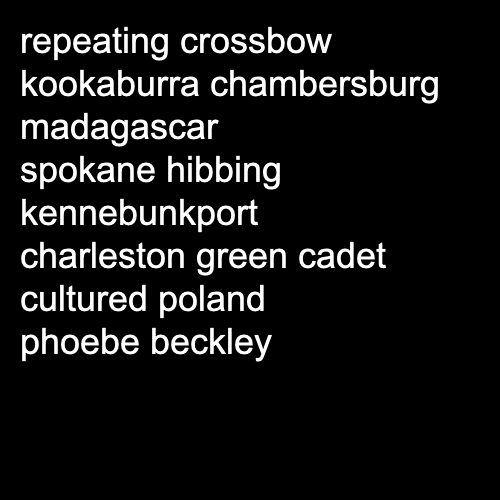 repeating crossbow
kookaburra chambersburg
madagascar
spokane hibbing
kennebunkport
charleston green cadet
cultured poland
phoebe beckley